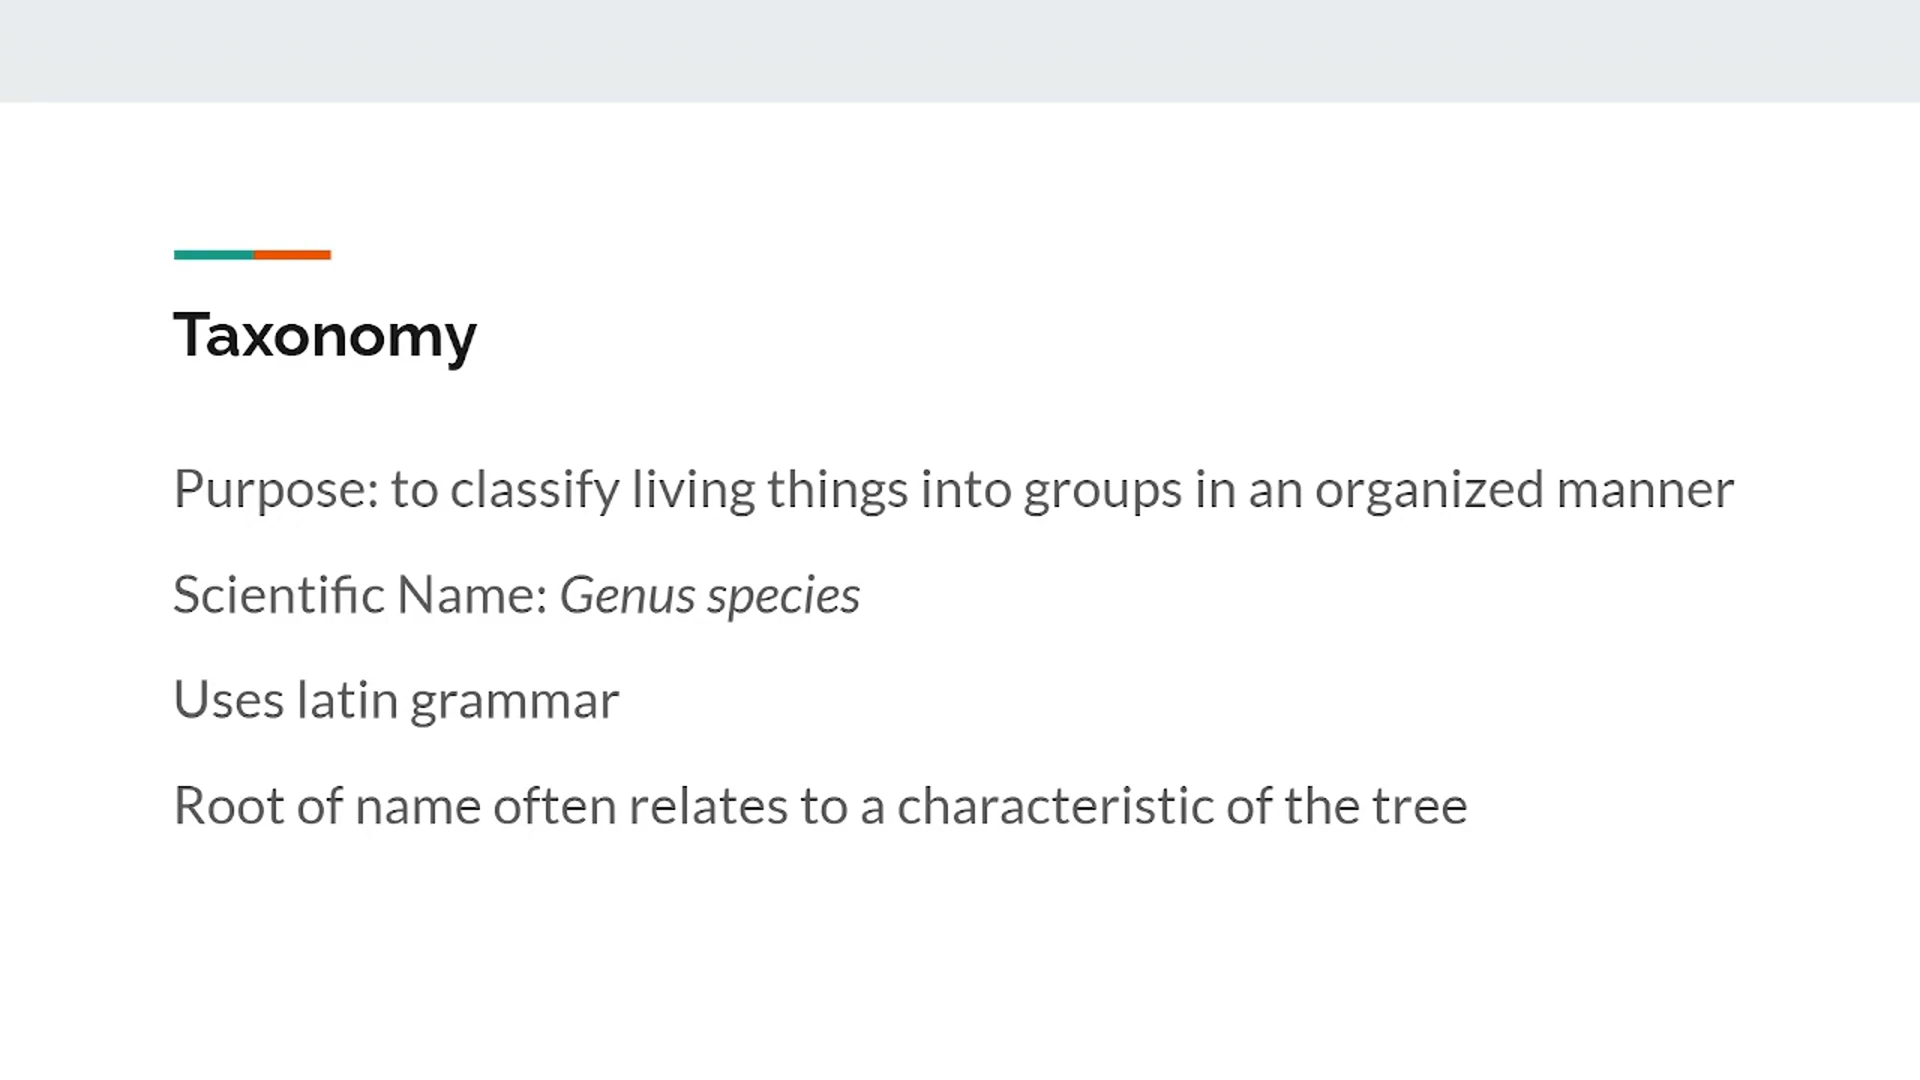 Taxonomy
Purpose: to classify living things into groups in an organized manner
Scientific Name: Genus species
Uses latin grammar
Root of name often relates to a characteristic of the tree